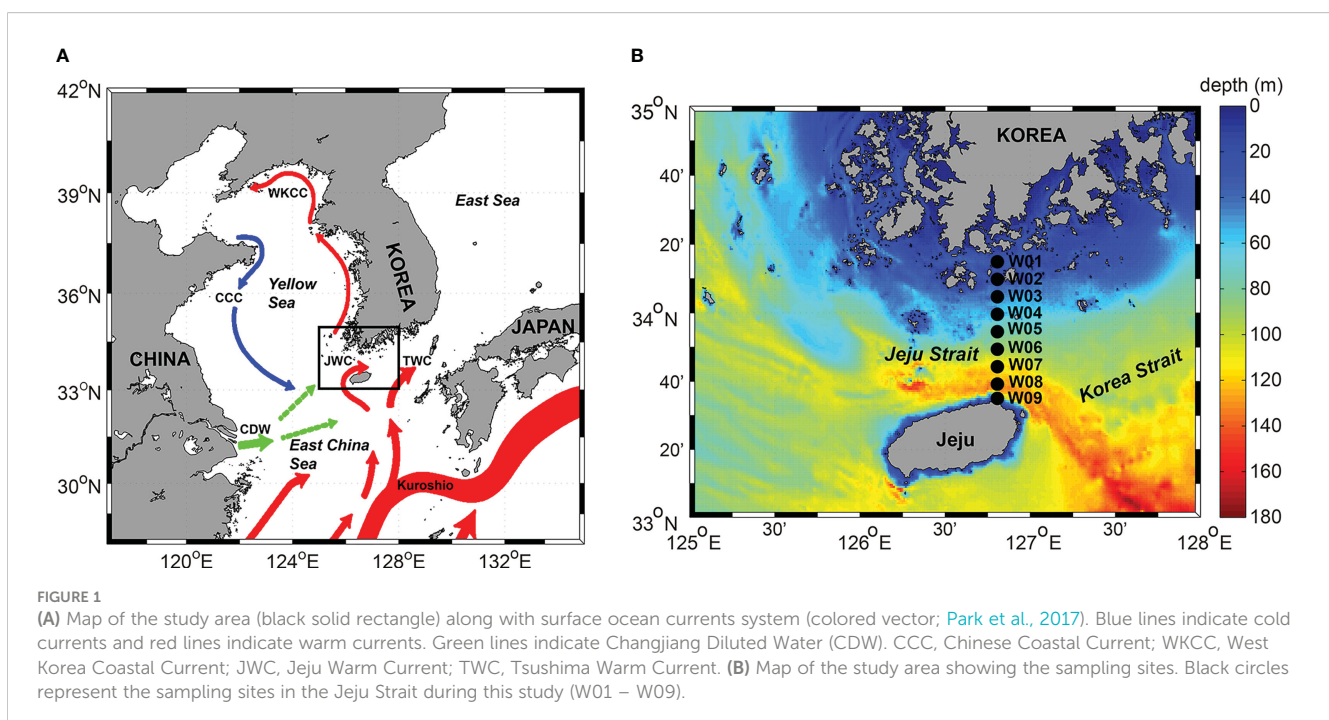 A
42°N
39°N
36°N
33°N
30°N
120°E
124°E
128°E
132°E
WKCC
East Sea
KOREA
Yellow
Sea
CCC
JAPAN
CHINA
JWC
TWC
CDW
East China
Sea
Kuroshio
B
depth (m)
35°N
40'
20'
34°N
40'
20'
33°N
125°E
30'
126°E
30'
127°E
30'
128°E
KOREA
W01
W02
W03
W04
W05
W06
W07
W08
W09
Jeju Strait
Korea Strait
Jeju
0
20
40
60
80
100
120
140
160
180
FIGURE 1
(A) Map of the study area (black solid rectangle) along with surface ocean currents system (colored vector; Park et al., 2017). Blue lines indicate cold
currents and red lines indicate warm currents. Green lines indicate Changjiang Diluted Water (CDW). CCC, Chinese Coastal Current; WKCC, West
Korea Coastal Current; JWC, Jeju Warm Current; TWC, Tsushima Warm Current. (B) Map of the study area showing the sampling sites. Black circles
represent the sampling sites in the Jeju Strait during this study (W01 – W09).